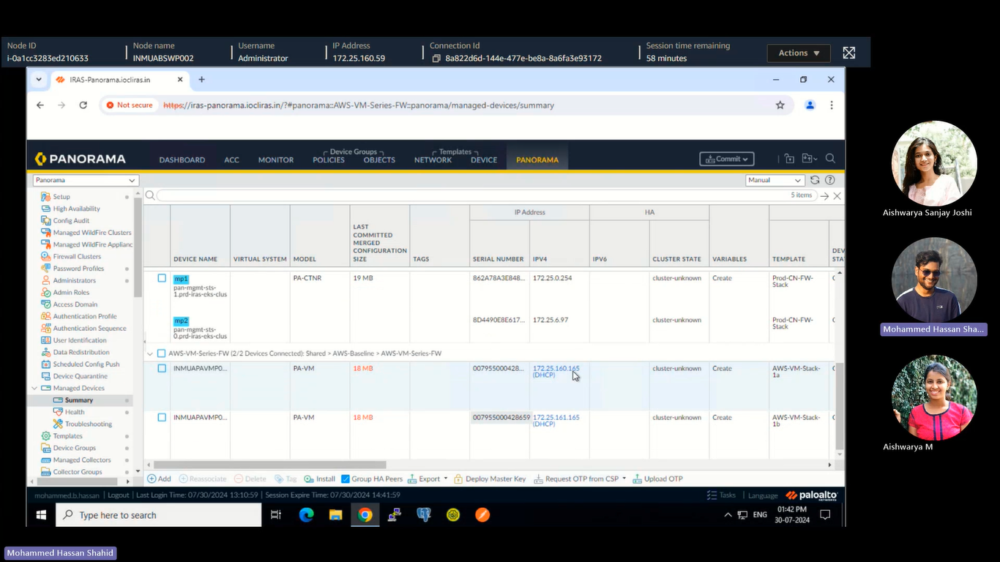 Node ID
i-0a1cc3283ed210633
Node name
INMUABSWP002
Username
Administrator
IP Address
172.25.160.59
Connection Id
8a822d6d-144e-477e-be8a-8a6fa3e93172
Session time remaining
58 minutes
Actions
IRAS-Panorama.iocliras.in
Not secure
https://iras-panorama.iocliras.in/?#panorama::AWS-VM-Series-FW::panorama/managed-devices/summary
PANORAMA
DASHBOARD
ACC
MONITOR
Device Groups
POLICIES
OBJECTS
Templates
NETWORK
DEVICE
PANORAMA
Commit
Panorama
Manual
Setup
High Availability
Config Audit
Managed WildFire Clusters
Managed WildFire Applianc
Firewall Clusters
Password Profiles
Administrators
Admin Roles
Access Domain
Authentication Profile
Authentication Sequence
User Identification
Data Redistribution
Scheduled Config Push
Device Quarantine
Managed Devices
Summary
Health
Troubleshooting
Templates
Device Groups
Managed Collectors
Collector Groups
5 items
IP Address
HA
DEVICE NAME
VIRTUAL SYSTEM
MODEL
LAST
COMMITTED
MERGED
CONFIGURATION
SIZE
TAGS
SERIAL NUMBER
IPV4
IPV6
CLUSTER STATE
VARIABLES
TEMPLATE
DEV
STA
mp1
pan-mgmt-sts-
1.prd-iras-eks-clus
PA-CTNR
19 MB
862A78A3E848...
172.25.0.254
cluster-unknown
Create
Prod-CN-FW-
Stack
mp2
pan-mgmt-sts-
0.prd-iras-eks-clus
8D4490E8E617...
172.25.6.97
cluster-unknown
Prod-CN-FW-
Stack
AWS-VM-Series-FW (2/2 Devices Connected): Shared > AWS-Baseline > AWS-VM-Series-FW
INMUAPAVMP0...
PA-VM
18 MB
007955000428...
172.25.160.165
(DHCP)
cluster-unknown
Create
AWS-VM-Stack-
1a
INMUAPAVMP0...
PA-VM
18 MB
007955000428659
172.25.161.165
(DHCP)
cluster-unknown
Create
AWS-VM-Stack-
1b
Add
Reassociate
Delete
Tag
Install
Group HA Peers
Export
Deploy Master Key
Request OTP from CSP
Upload OTP
mohammed.b.hassan | Logout | Last Login Time: 07/30/2024 13:10:59 | Session Expire Time: 07/30/2024 14:41:59
Tasks | Language
paloalto
NETWORKS
Type here to search
ENG
01:42 PM
30-07-2024
Aishwarya Sanjay Joshi
Mohammed Hassan Sha...
Aishwarya M
Mohammed Hassan Shahid